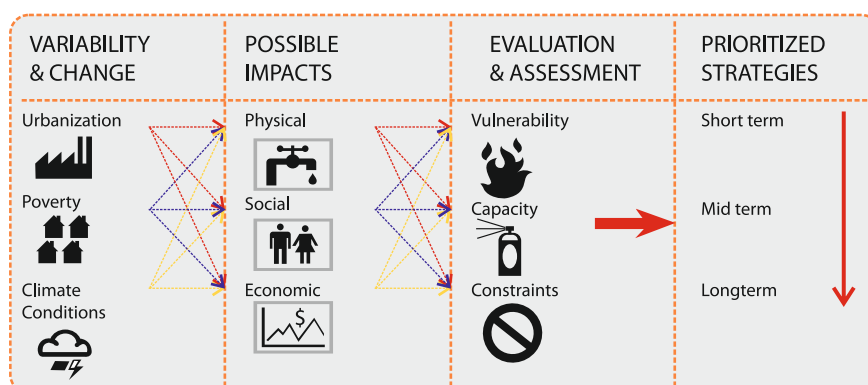 VARIABILITY
& CHANGE
POSSIBLE
IMPACTS
EVALUATION
& ASSESSMENT
PRIORITIZED
STRATEGIES
Urbanization
Physical
Vulnerability
Short term
Poverty
Social
Capacity
Mid term
Climate
Conditions
Economic
$
Constraints
Longterm